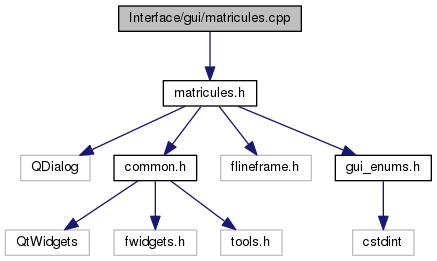 Interface/gui/matricules.cpp
matricules.h
QDialog
common.h
flineframe.h
gui_enums.h
QtWidgets
fwidgets.h
tools.h
cstdint